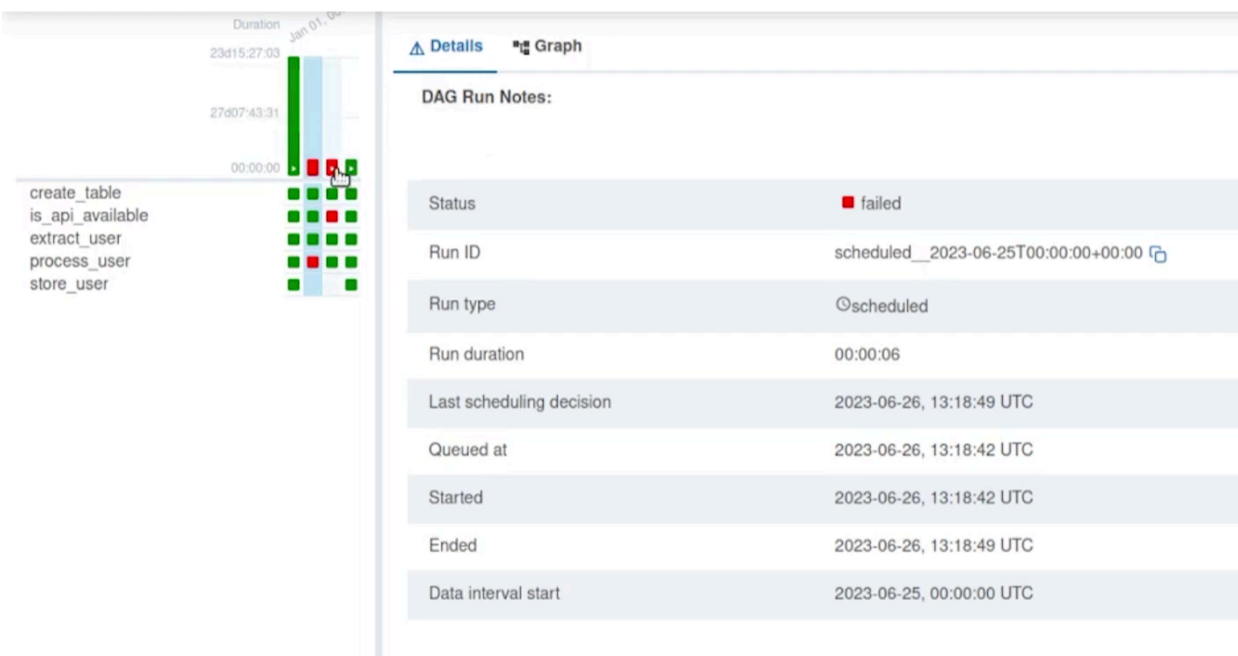 Duration
Jan 01, 00
23d15:27:03
27d07:43:31
00:00:00
create_table
is_api_available
extract_user
process_user
store_user
Details Graph
DAG Run Notes:
Status failed
Run ID scheduled__2023-06-25T00:00:00+00:00
Run type scheduled
Run duration 00:00:06
Last scheduling decision 2023-06-26, 13:18:49 UTC
Queued at 2023-06-26, 13:18:42 UTC
Started 2023-06-26, 13:18:42 UTC
Ended 2023-06-26, 13:18:49 UTC
Data interval start 2023-06-25, 00:00:00 UTC